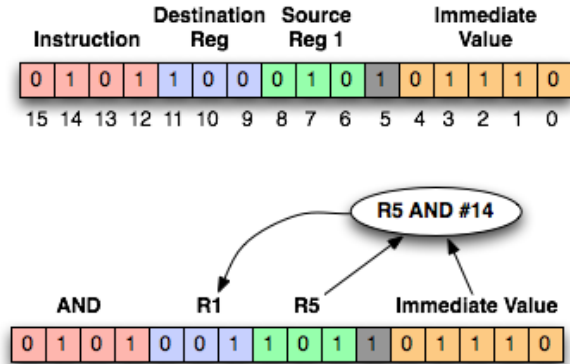 Instruction Destination Reg Source Reg 1 Immediate Value
0 1 0 1 1 0 0 0 1 0 1 0 1 1 1 0
15 14 13 12 11 10 9 8 7 6 5 4 3 2 1 0
R5 AND #14
AND R1 R5 Immediate Value
0 1 0 1 0 0 1 1 0 1 1 0 1 1 1 0